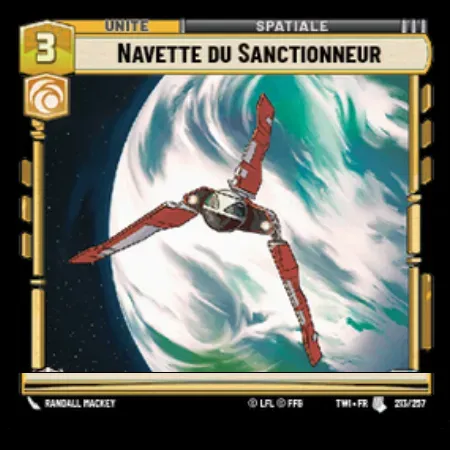 UNITÉ SPATIALE
3 NAVETTE DU SANCTIONNEUR
RANDALL MACKEY © LFL © FFG TWI • FR 213/257